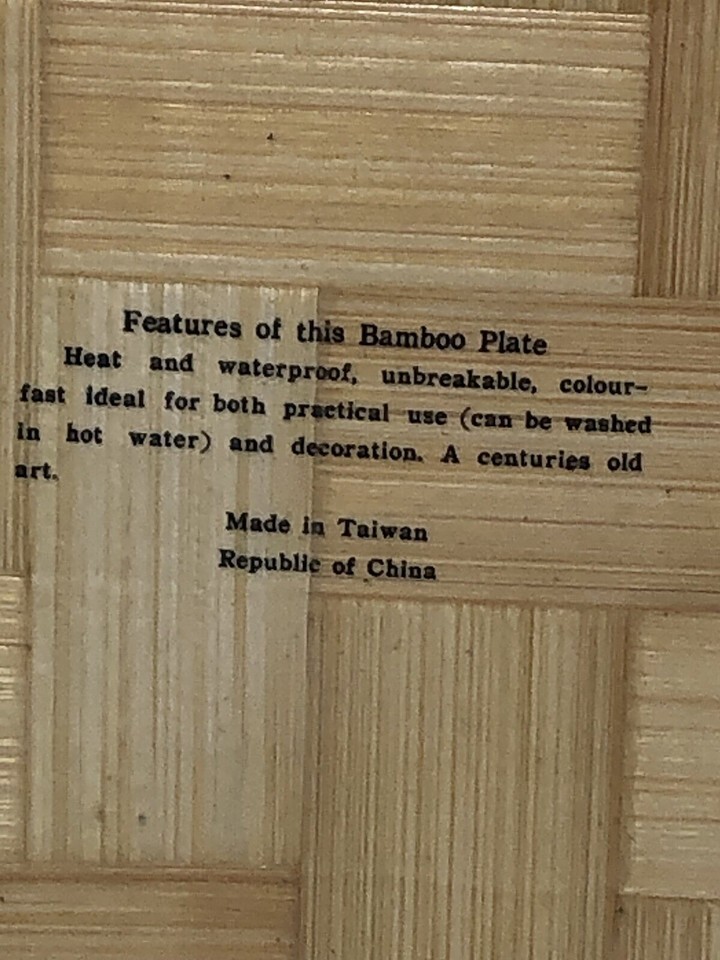 Features of this Bamboo Plate
Heat and waterproof, unbreakable, colour-
fast ideal for both practical use (can be washed
in hot water) and decoration. A centuries old
art.
Made in Taiwan
Republic of China